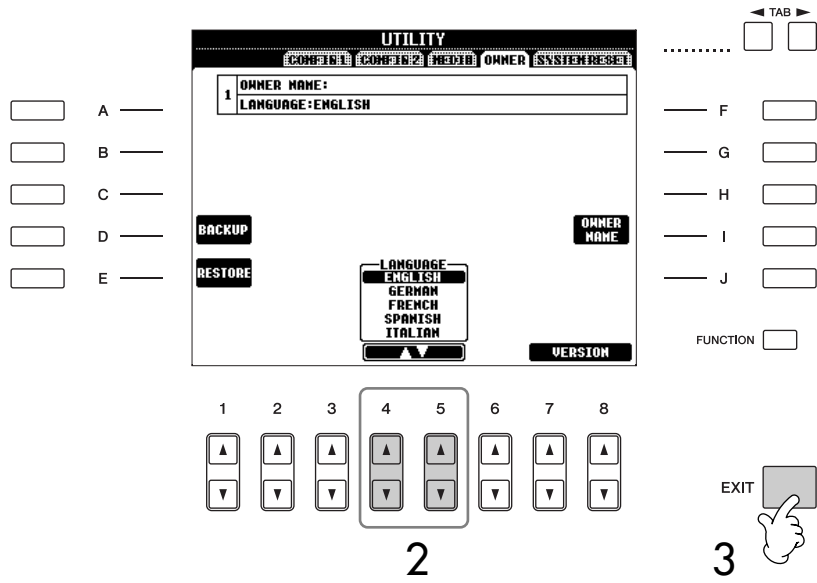 ◄ TAB ►
UTILITY
CONFIG 1 CONFIG 2 MEDIA OWNER SYSTEM RESET
1 OWNER NAME:
LANGUAGE:ENGLISH
A
B
C
D
E
F
G
H
I
J
BACKUP
RESTORE
OWNER
NAME
LANGUAGE
ENGLISH
GERMAN
FRENCH
SPANISH
ITALIAN
VERSION
FUNCTION
1 2 3 4 5 6 7 8
EXIT
2
3